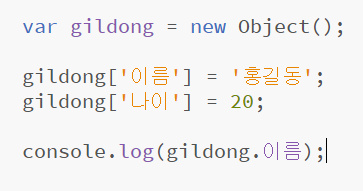 var gildong = new Object();
gildong['이름'] = '홍길동';
gildong['나이'] = 20;
console.log(gildong.이름);